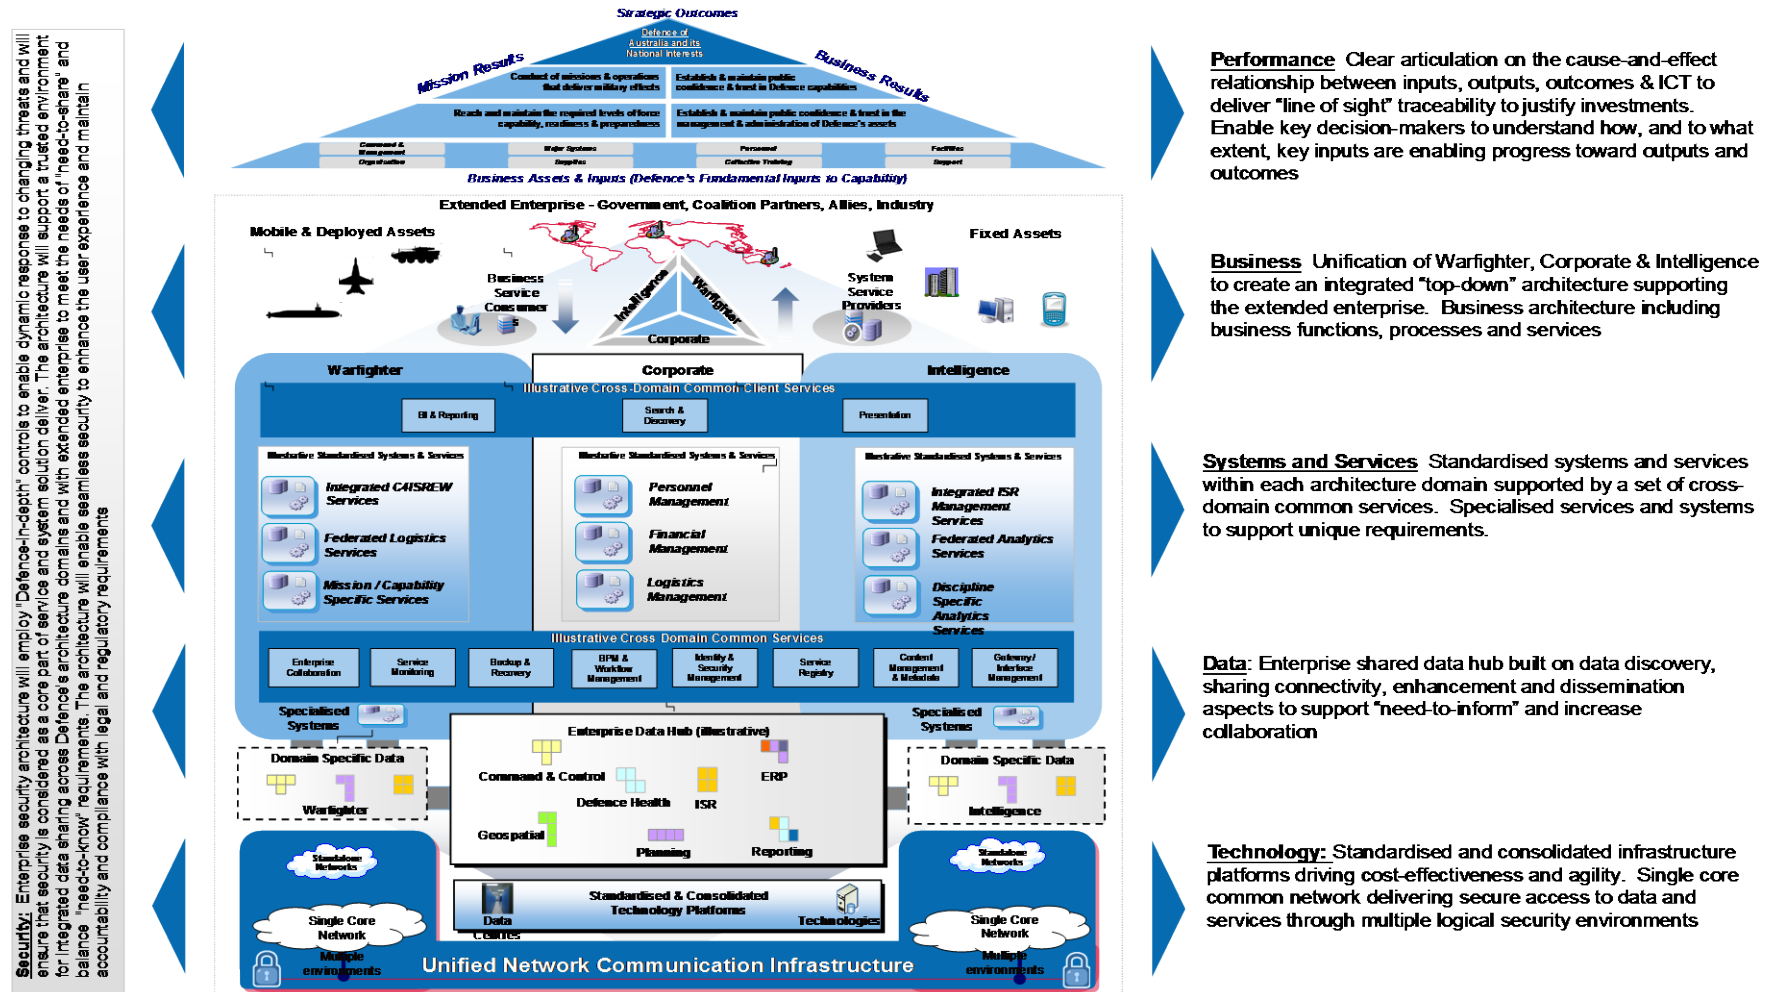 Security: Enterprise security architecture will employ "Defence-in-depth" controls to enable dynamic response to changing threats and will
ensure that security is considered as a core part of service and system solution deliver. The architecture will support a trusted environment
for integrated data sharing across Defence's architecture domains and with extended enterprise to meet the needs of "need-to-share" and
balance "need-to-know" requirements. The architecture will enable seamless security to enhance the user experience and maintain
accountability and compliance with legal and regulatory requirements
Strategic Outcomes
Defence of
Australia and its
National Interests
Mission Results
Business Results
Conduct of missions & operations
that deliver military effects
Establish & maintain public
confidence & trust in Defence capabilities
Reach and maintain the required levels of force
capability, readiness & preparedness
Establish & maintain public confidence & trust in the
management & administration of Defence's assets
Command &
Management
Major Systems
Personnel
Facilities
Organisation
Supplies
Collective Training
Support
Business Assets & Inputs (Defence's Fundamental Inputs to Capability)
Extended Enterprise - Government, Coalition Partners, Allies, Industry
Mobile & Deployed Assets
Fixed Assets
Business
Service
Consumer
s
Intelligence
Warfighter
Corporate
System
Service
Providers
Warfighter
Corporate
Intelligence
Illustrative Cross-Domain Common Client Services
BI & Reporting
Search &
Discovery
Presentation
Illustrative Standardised Systems & Services
Integrated C4ISREW
Services
Federated Logistics
Services
Mission / Capability
Specific Services
Illustrative Standardised Systems & Services
Personnel
Management
Financial
Management
Logistics
Management
Illustrative Standardised Systems & Services
Integrated ISR
Management
Services
Federated Analytics
Services
Discipline
Specific
Analytics
Services
Illustrative Cross Domain Common Services
Enterprise
Collaboration
Service
Monitoring
Backup &
Recovery
BPM &
Workflow
Management
Identity &
Security
Management
Service
Registry
Content
Management
& Metadata
Gateway/
Interface
Management
Specialised
Systems
Specialised
Systems
Enterprise Data Hub (illustrative)
Command & Control
Defence Health
ISR
ERP
Geospatial
Planning
Reporting
Domain Specific Data
Warfighter
Domain Specific Data
Intelligence
Standalone
Networks
Standalone
Networks
Standardised & Consolidated
Technology Platforms
Data
Centres
Technologies
Single Core
Network
Single Core
Network
Multiple
environments
Multiple
environments
Unified Network Communication Infrastructure
Performance Clear articulation on the cause-and-effect
relationship between inputs, outputs, outcomes & ICT to
deliver "line of sight" traceability to justify investments.
Enable key decision-makers to understand how, and to what
extent, key inputs are enabling progress toward outputs and
outcomes
Business Unification of Warfighter, Corporate & Intelligence
to create an integrated "top-down" architecture supporting
the extended enterprise. Business architecture including
business functions, processes and services
Systems and Services Standardised systems and services
within each architecture domain supported by a set of cross-
domain common services. Specialised services and systems
to support unique requirements.
Data: Enterprise shared data hub built on data discovery,
sharing connectivity, enhancement and dissemination
aspects to support "need-to-inform" and increase
collaboration
Technology: Standardised and consolidated infrastructure
platforms driving cost-effectiveness and agility. Single core
common network delivering secure access to data and
services through multiple logical security environments